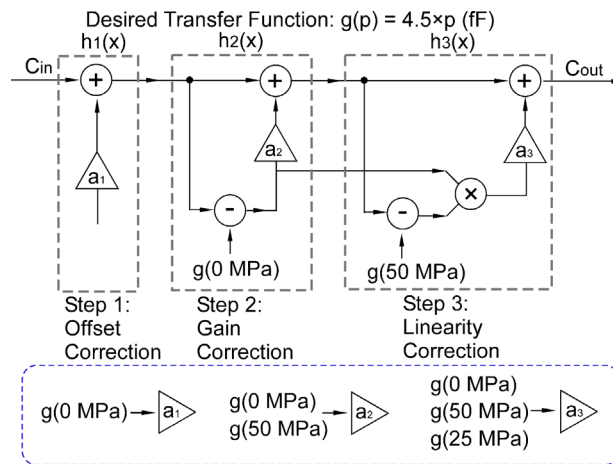 Desired Transfer Function: g(p) = 4.5×p (fF)
h1(x)
h2(x)
h3(x)
Cin
+
+
+
Cout
a1
a2
a3
-
-
×
g(0 MPa)
g(50 MPa)
Step 1:
Offset
Correction
Step 2:
Gain
Correction
Step 3:
Linearity
Correction
g(0 MPa)
a1
g(0 MPa)
g(50 MPa)
a2
g(0 MPa)
g(50 MPa)
g(25 MPa)
a3